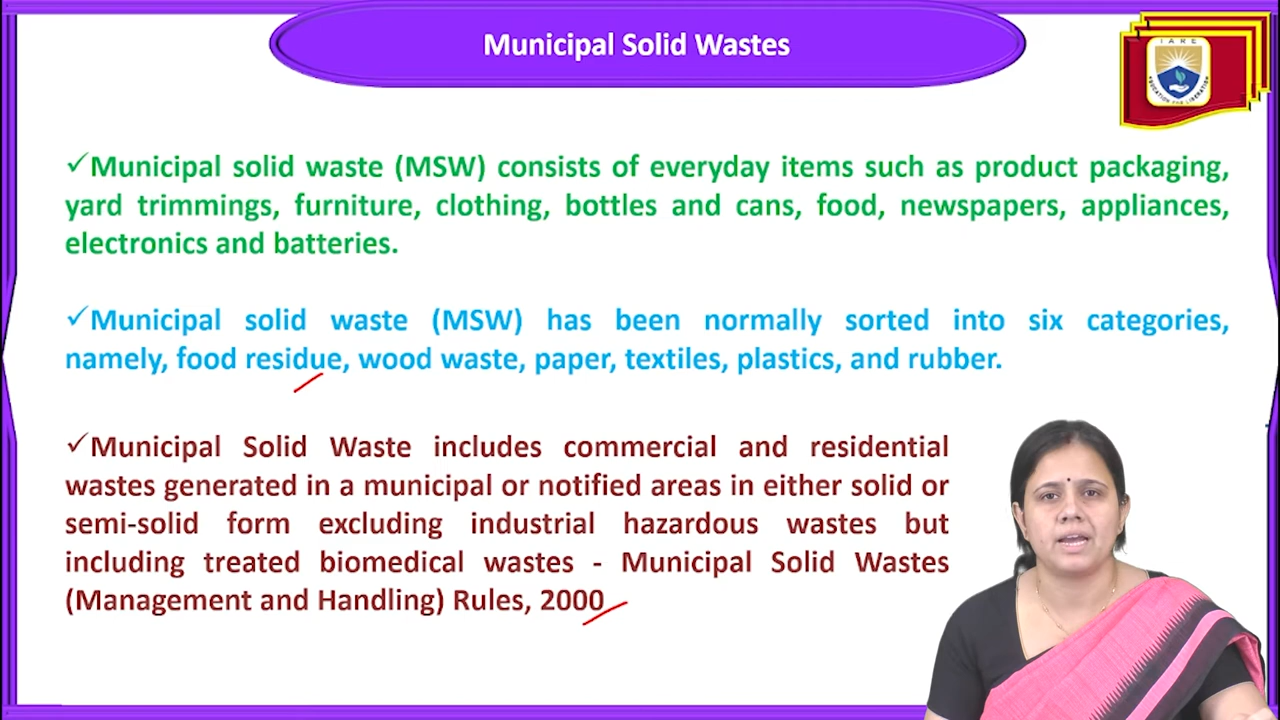 Municipal Solid Wastes
IARE
EDUCATION FOR LIBERATION
✓Municipal solid waste (MSW) consists of everyday items such as product packaging,
yard trimmings, furniture, clothing, bottles and cans, food, newspapers, appliances,
electronics and batteries.
✓Municipal solid waste (MSW) has been normally sorted into six categories,
namely, food residue, wood waste, paper, textiles, plastics, and rubber.
✓Municipal Solid Waste includes commercial and residential
wastes generated in a municipal or notified areas in either solid or
semi-solid form excluding industrial hazardous wastes but
including treated biomedical wastes - Municipal Solid Wastes
(Management and Handling) Rules, 2000